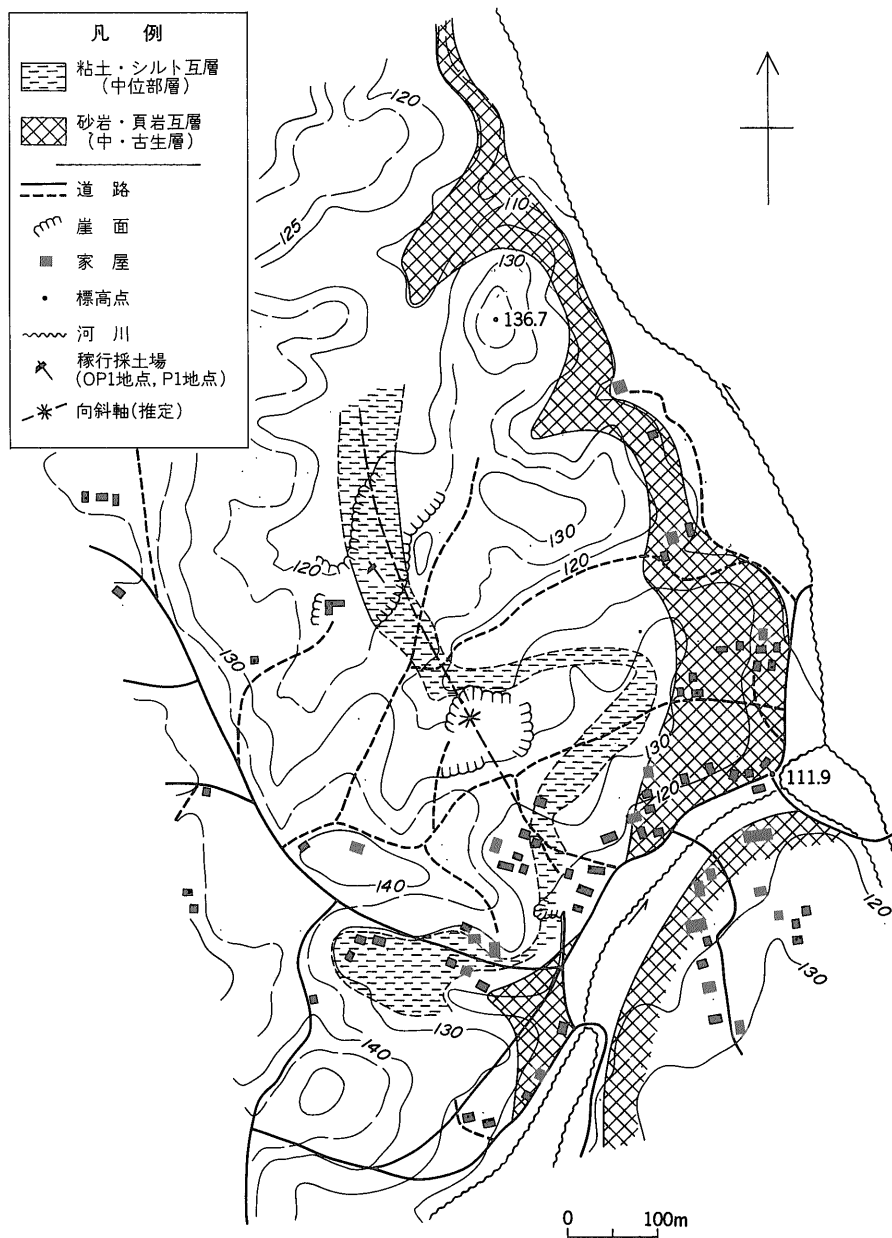 凡 例
粘土・シルト互層
(中位部層)
砂岩・頁岩互層
(中・古生層)
道 路
崖 面
家 屋
標高点
河 川
稼行採土場
(OP1地点, P1地点)
向斜軸(推定)
120
125
110
130
136.7
130
120
120
130
130
120
111.9
140
120
130
130
140
0 100m